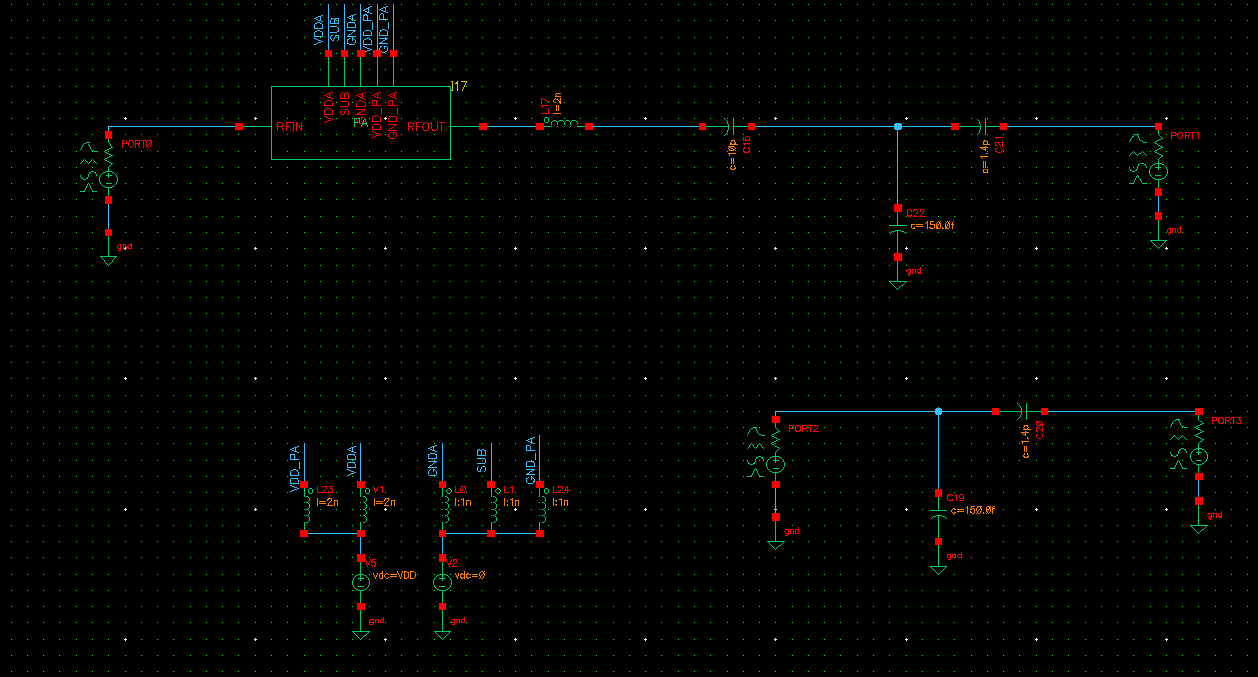 VDDA
SUB
GNDA
VDD_PA
GND_PA
I17
VDDA
SUB
GNDA
VDD_PA
GND_PA
RFIN
PA
RFOUT
L17
l=2n
C15
c=10p
C21
c=1.4p
PORT0
gnd
PORT1
gnd
C22
c=150.0f
gnd
VDD_PA
VDDA
GNDA
SUB
GND_PA
L23
l=2n
V1
l=2n
L0
l:1n
L1
l:1n
L24
l:1n
V5
vdc=VDD
gnd
V2
vdc=0
gnd
PORT2
gnd
C20
c=1.4p
PORT3
gnd
C19
c=150.0f
gnd